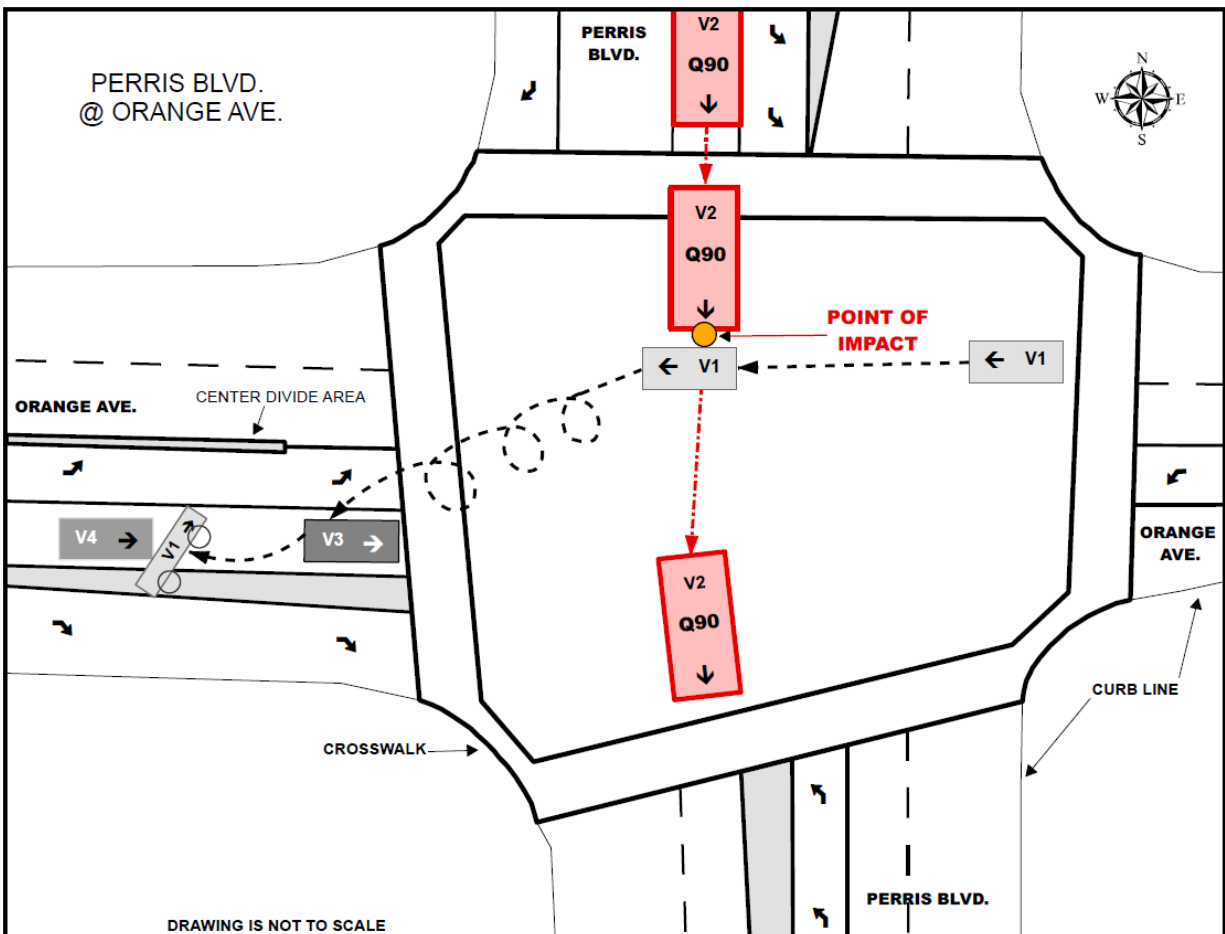 PERRIS BLVD.
@ ORANGE AVE.
PERRIS
BLVD.
V2
Q90
N
W
E
S
V2
Q90
POINT OF
IMPACT
V1
V1
ORANGE AVE.
CENTER DIVIDE AREA
V4
V1
V3
ORANGE
AVE.
V2
Q90
CURB LINE
CROSSWALK
PERRIS BLVD.
DRAWING IS NOT TO SCALE